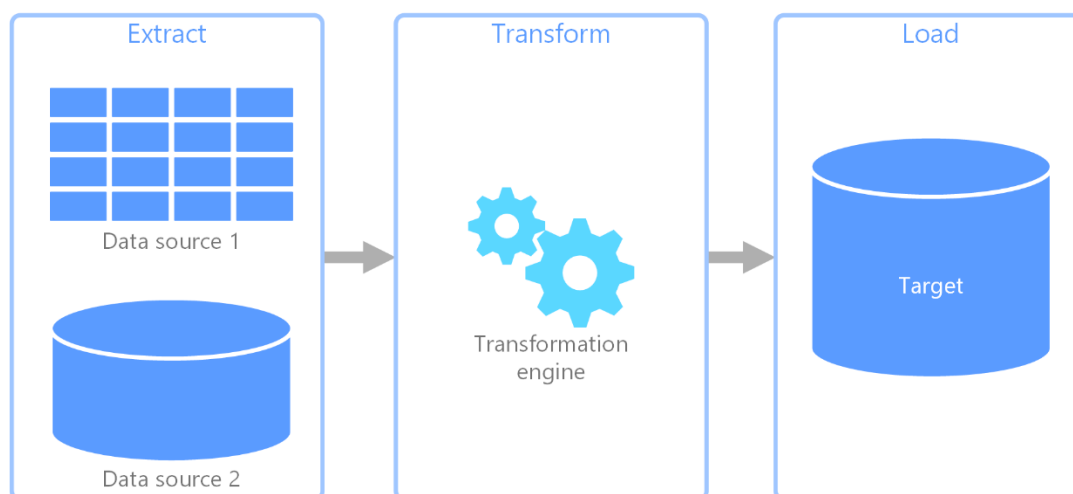 Extract
Transform
Load
Data source 1
Data source 2
Transformation
engine
Target